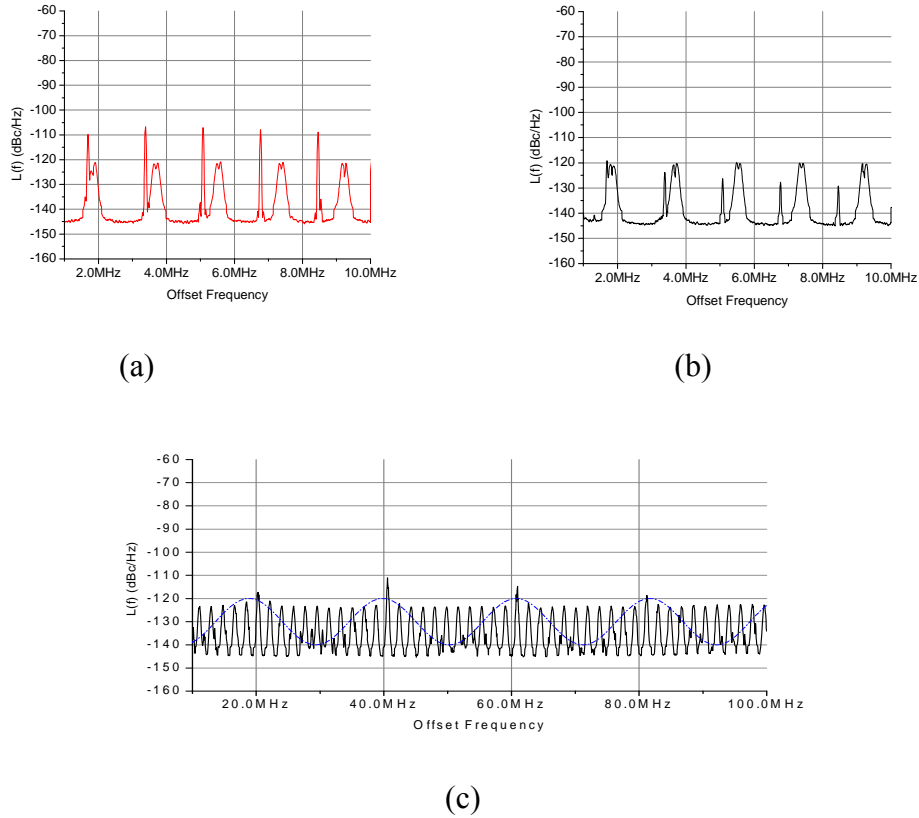 -60
-70
-80
-90
-100
-110
-120
-130
-140
-150
-160
L(f) (dBc/Hz)
2.0MHz 4.0MHz 6.0MHz 8.0MHz 10.0MHz
Offset Frequency
(a)
-60
-70
-80
-90
-100
-110
-120
-130
-140
-150
-160
L(f) (dBc/Hz)
2.0MHz 4.0MHz 6.0MHz 8.0MHz 10.0MHz
Offset Frequency
(b)
-60
-70
-80
-90
-100
-110
-120
-130
-140
-150
-160
L(f) (dBc/Hz)
20.0MHz 40.0MHz 60.0MHz 80.0MHz 100.0MHz
Offset Frequency
(c)